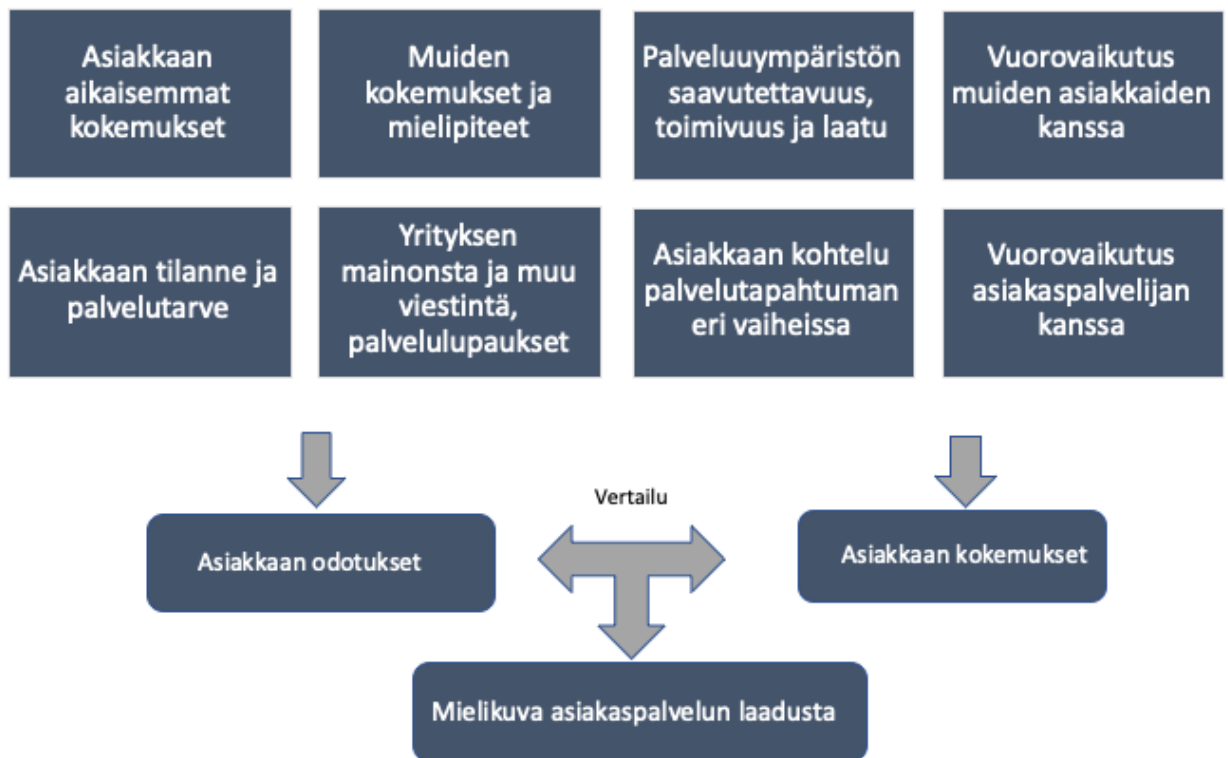 Asiakkaan
aikaisemmat
kokemukset
Muiden
kokemukset ja
mielipiteet
Palveluympäristön
saavutettavuus,
toimivuus ja laatu
Vuorovaikutus
muiden asiakkaiden
kanssa
Asiakkaan tilanne ja
palvelutarve
Yrityksen
mainonsta ja muu
viestintä,
palvelulupaukset
Asiakkaan kohtelu
palvelutapahtuman
eri vaiheissa
Vuorovaikutus
asiakaspalvelijan
kanssa
Vertailu
Asiakkaan odotukset
Asiakkaan kokemukset
Mielikuva asiakaspalvelun laadusta